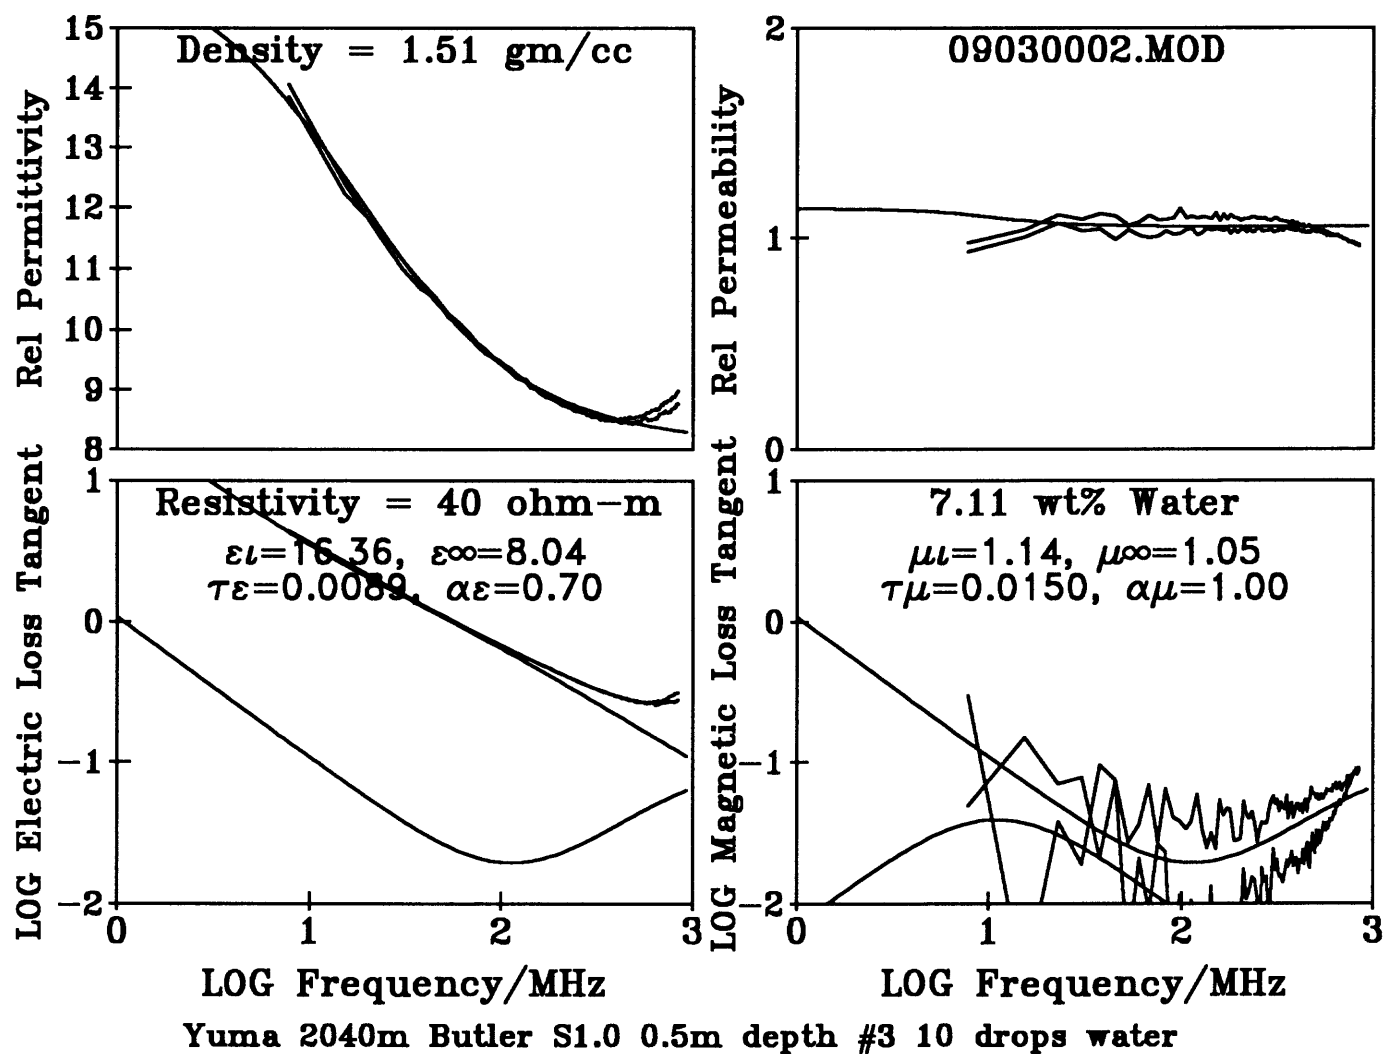 15
14
13
12
11
10
9
8
Rel Permittivity
Density = 1.51 gm/cc
2
1
0
Rel Permeability
09030002.MOD
1
0
−1
−2
LOG Electric Loss Tangent
Resistivity = 40 ohm−m
ει=16.36, ε∞=8.04
τε=0.0089, αε=0.70
0 1 2 3
LOG Frequency/MHz
1
0
−1
−2
LOG Magnetic Loss Tangent
7.11 wt% Water
μι=1.14, μ∞=1.05
τμ=0.0150, αμ=1.00
0 1 2 3
LOG Frequency/MHz
Yuma 2040m Butler S1.0 0.5m depth #3 10 drops water